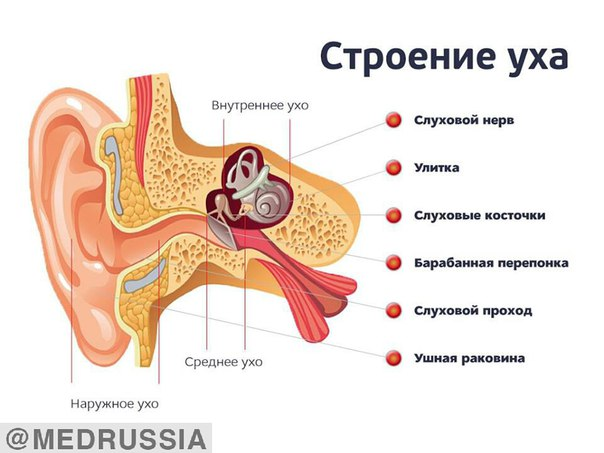 Строение уха
Внутреннее ухо
Слуховой нерв
Улитка
Слуховые косточки
Барабанная перепонка
Слуховой проход
Ушная раковина
Среднее ухо
Наружное ухо
@MEDRUSSIA